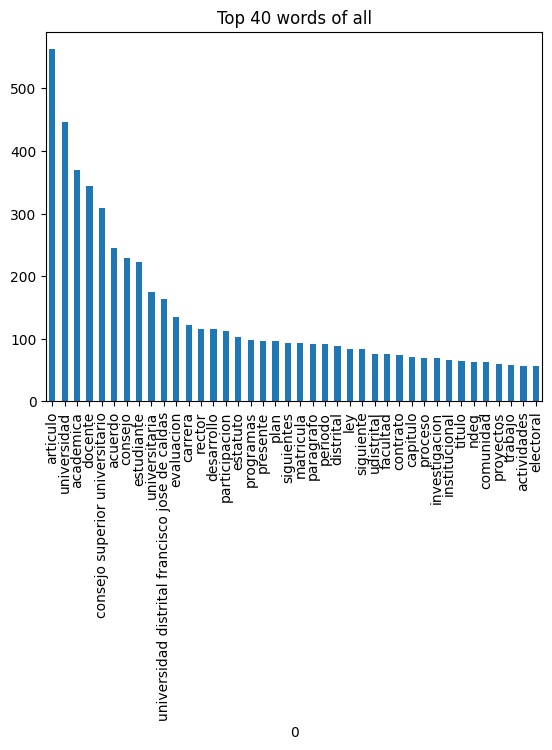 Top 40 words of all
500
400
300
200
100
0
articulo
universidad
academica
docente
consejo superior universitario
acuerdo
consejo
estudiante
universitaria
universidad distrital francisco jose de caldas
evaluacion
carrera
rector
desarrollo
participacion
estatuto
programas
presente
plan
siguientes
matricula
paragrafo
periodo
distrital
ley
siguiente
udistrital
facultad
contrato
capitulo
proceso
investigacion
institucional
titulo
ndeg
comunidad
proyectos
trabajo
actividades
electoral
0